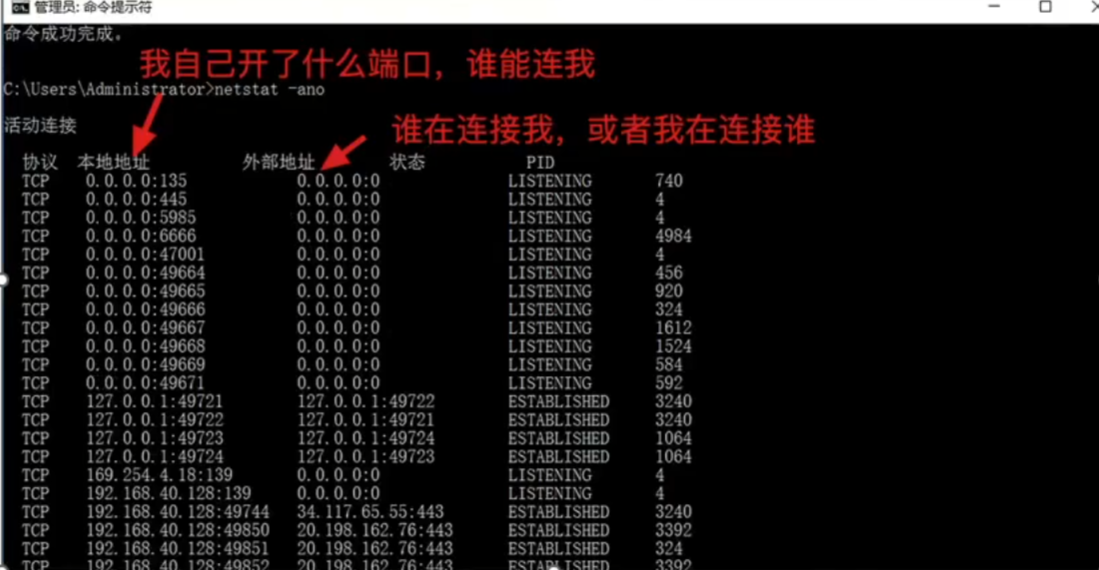 管理员: 命令提示符
命令成功完成。
我自己开了什么端口，谁能连我
C:\Users\Administrator>netstat -ano
谁在连接我，或者我在连接谁
活动连接
协议 本地地址 外部地址 状态 PID
TCP 0.0.0.0:135 0.0.0.0:0 LISTENING 740
TCP 0.0.0.0:445 0.0.0.0:0 LISTENING 4
TCP 0.0.0.0:5985 0.0.0.0:0 LISTENING 4
TCP 0.0.0.0:6666 0.0.0.0:0 LISTENING 4984
TCP 0.0.0.0:47001 0.0.0.0:0 LISTENING 4
TCP 0.0.0.0:49664 0.0.0.0:0 LISTENING 456
TCP 0.0.0.0:49665 0.0.0.0:0 LISTENING 920
TCP 0.0.0.0:49666 0.0.0.0:0 LISTENING 324
TCP 0.0.0.0:49667 0.0.0.0:0 LISTENING 1612
TCP 0.0.0.0:49668 0.0.0.0:0 LISTENING 1524
TCP 0.0.0.0:49669 0.0.0.0:0 LISTENING 584
TCP 0.0.0.0:49671 0.0.0.0:0 LISTENING 592
TCP 127.0.0.1:49721 127.0.0.1:49722 ESTABLISHED 3240
TCP 127.0.0.1:49722 127.0.0.1:49721 ESTABLISHED 3240
TCP 127.0.0.1:49723 127.0.0.1:49724 ESTABLISHED 1064
TCP 127.0.0.1:49724 127.0.0.1:49723 ESTABLISHED 1064
TCP 169.254.4.18:139 0.0.0.0:0 LISTENING 4
TCP 192.168.40.128:139 0.0.0.0:0 LISTENING 4
TCP 192.168.40.128:49744 34.117.65.55:443 ESTABLISHED 3240
TCP 192.168.40.128:49850 20.198.162.76:443 ESTABLISHED 3392
TCP 192.168.40.128:49851 20.198.162.76:443 ESTABLISHED 324
TCP 192.168.40.128:49852 20.198.162.76:443 ESTABLISHED 3392